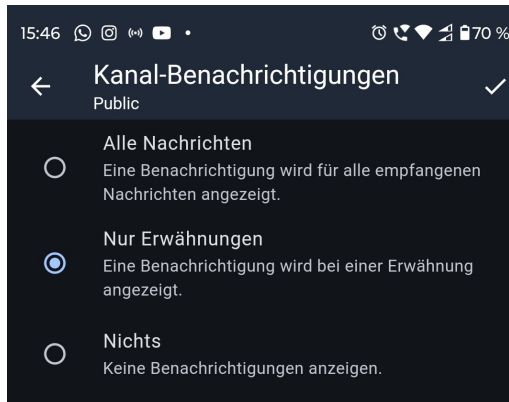 15:46
70 %
Kanal-Benachrichtigungen
Public
Alle Nachrichten
Eine Benachrichtigung wird für alle empfangenen
Nachrichten angezeigt.
Nur Erwähnungen
Eine Benachrichtigung wird bei einer Erwähnung
angezeigt.
Nichts
Keine Benachrichtigungen anzeigen.